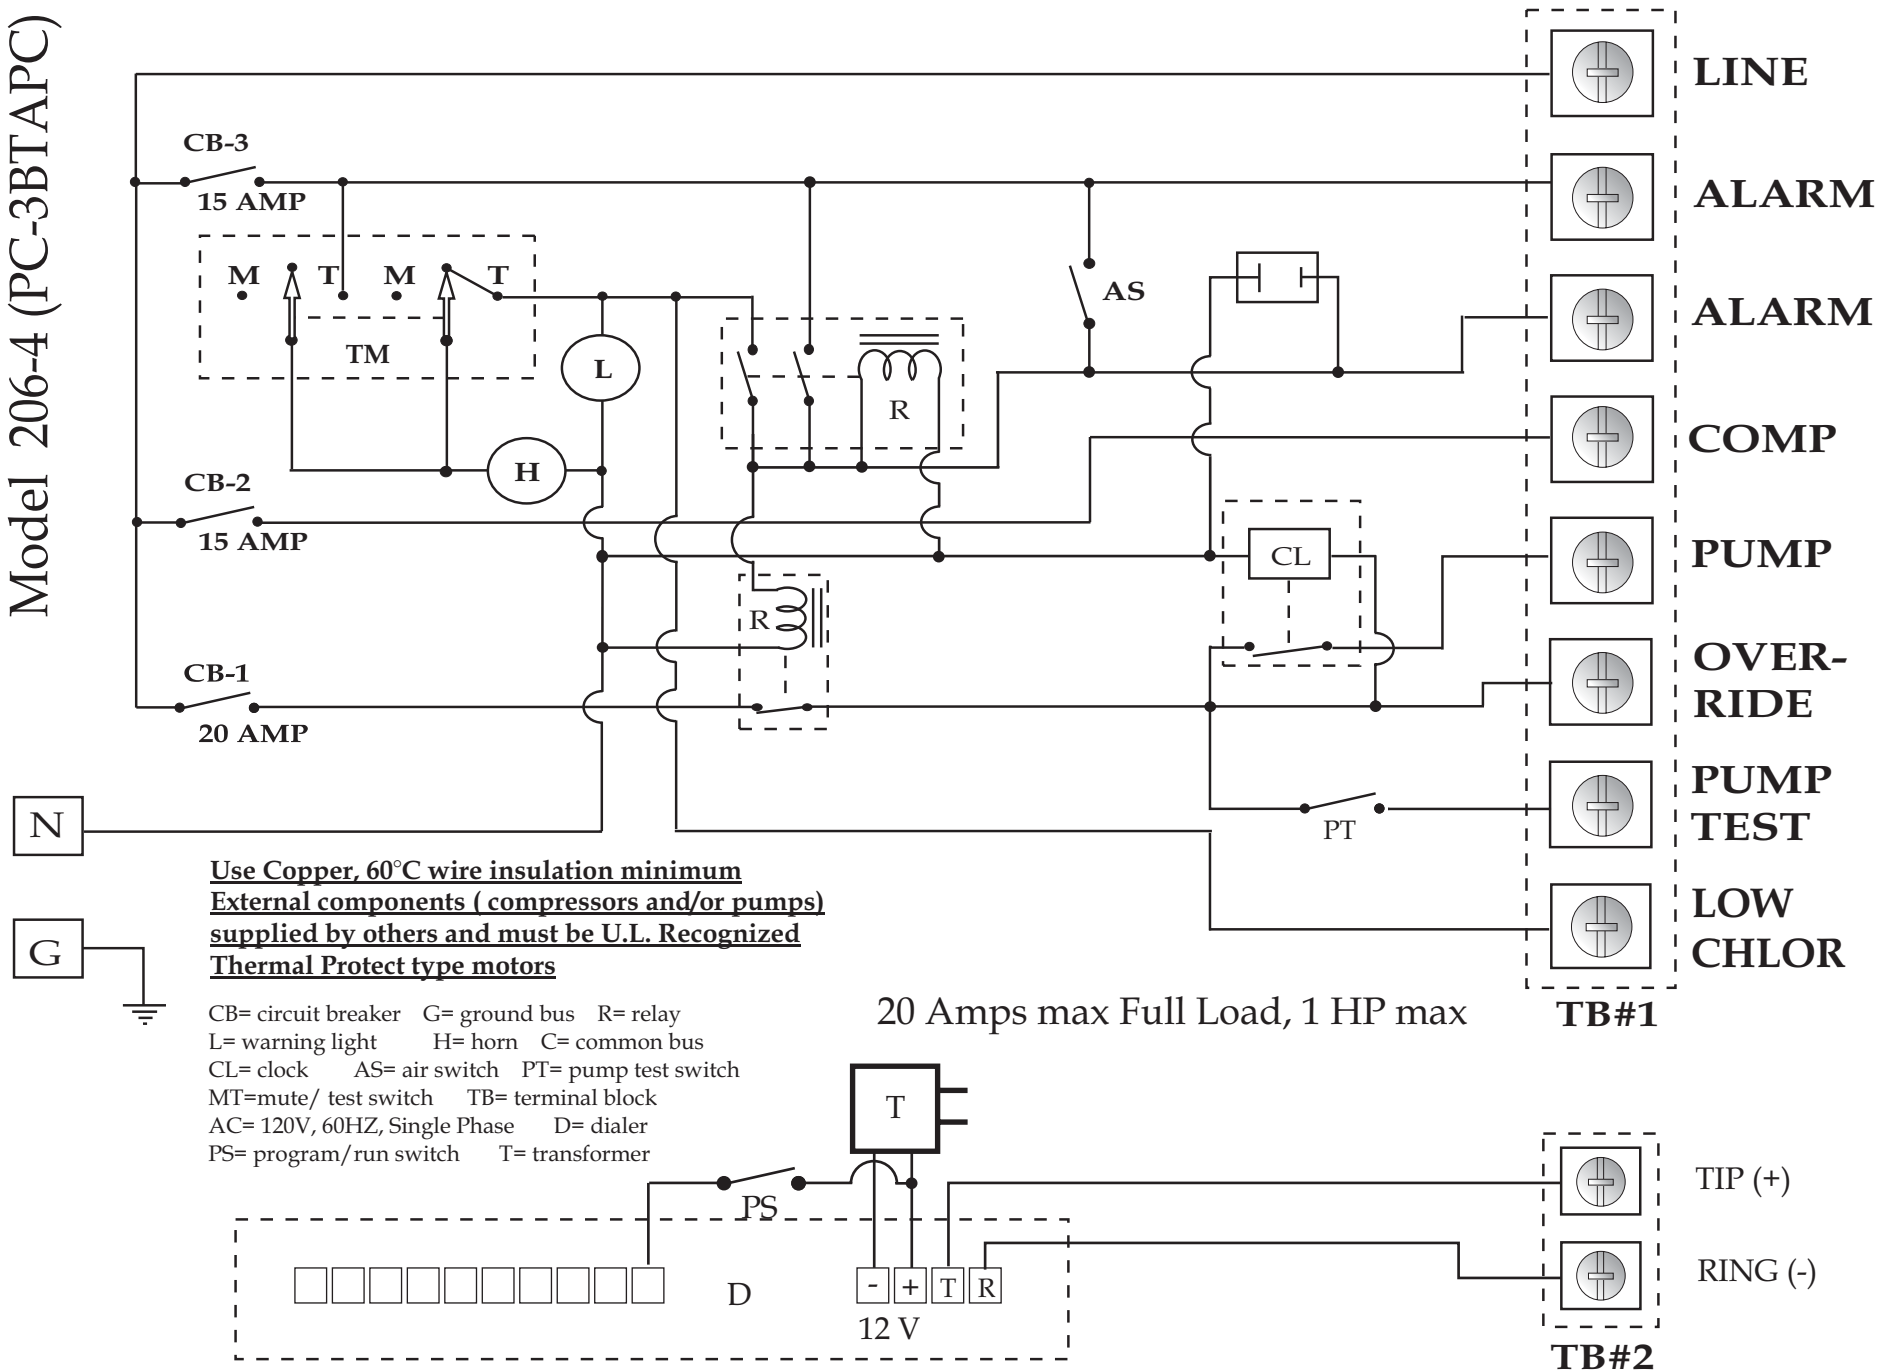 Model 206-4 (PC-3BTAPC)
LINE
CB-3
15 AMP
ALARM
M T M T
TM
AS
ALARM
L
R
COMP
H
CB-2
15 AMP
CL
PUMP
R
OVER-
RIDE
CB-1
20 AMP
PUMP
TEST
PT
N
LOW
CHLOR
G
Use Copper, 60°C wire insulation minimum
External components ( compressors and/or pumps)
supplied by others and must be U.L. Recognized
Thermal Protect type motors
CB= circuit breaker G= ground bus R= relay
L= warning light H= horn C= common bus
CL= clock AS= air switch PT= pump test switch
MT=mute/ test switch TB= terminal block
AC= 120V, 60HZ, Single Phase D= dialer
PS= program/run switch T= transformer
20 Amps max Full Load, 1 HP max
TB#1
T
PS
TIP (+)
D
- + T R
12 V
RING (-)
TB#2